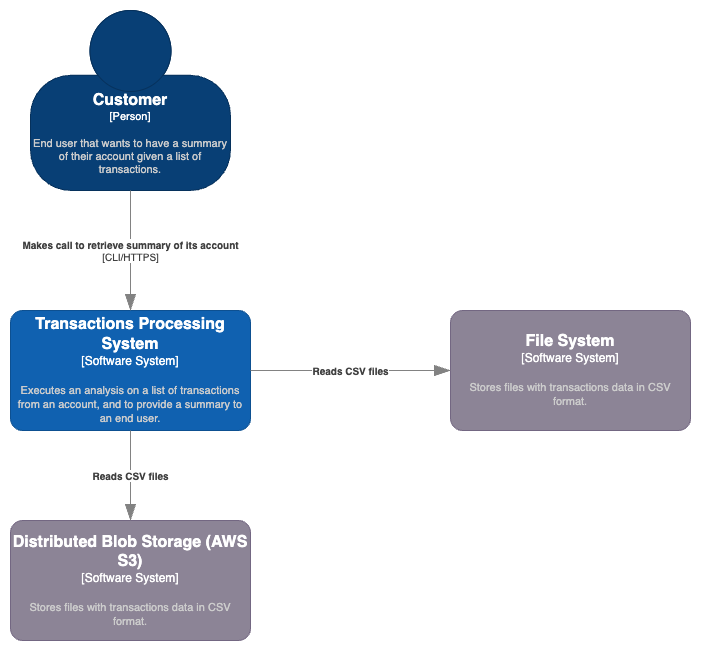 Customer
[Person]
End user that wants to have a summary
of their account given a list of
transactions.
Makes call to retrieve summary of its account
[CLI/HTTPS]
Transactions Processing
System
[Software System]
Executes an analysis on a list of transactions
from an account, and to provide a summary to
an end user.
Reads CSV files
File System
[Software System]
Stores files with transactions data in CSV
format.
Reads CSV files
Distributed Blob Storage (AWS
S3)
[Software System]
Stores files with transactions data in CSV
format.